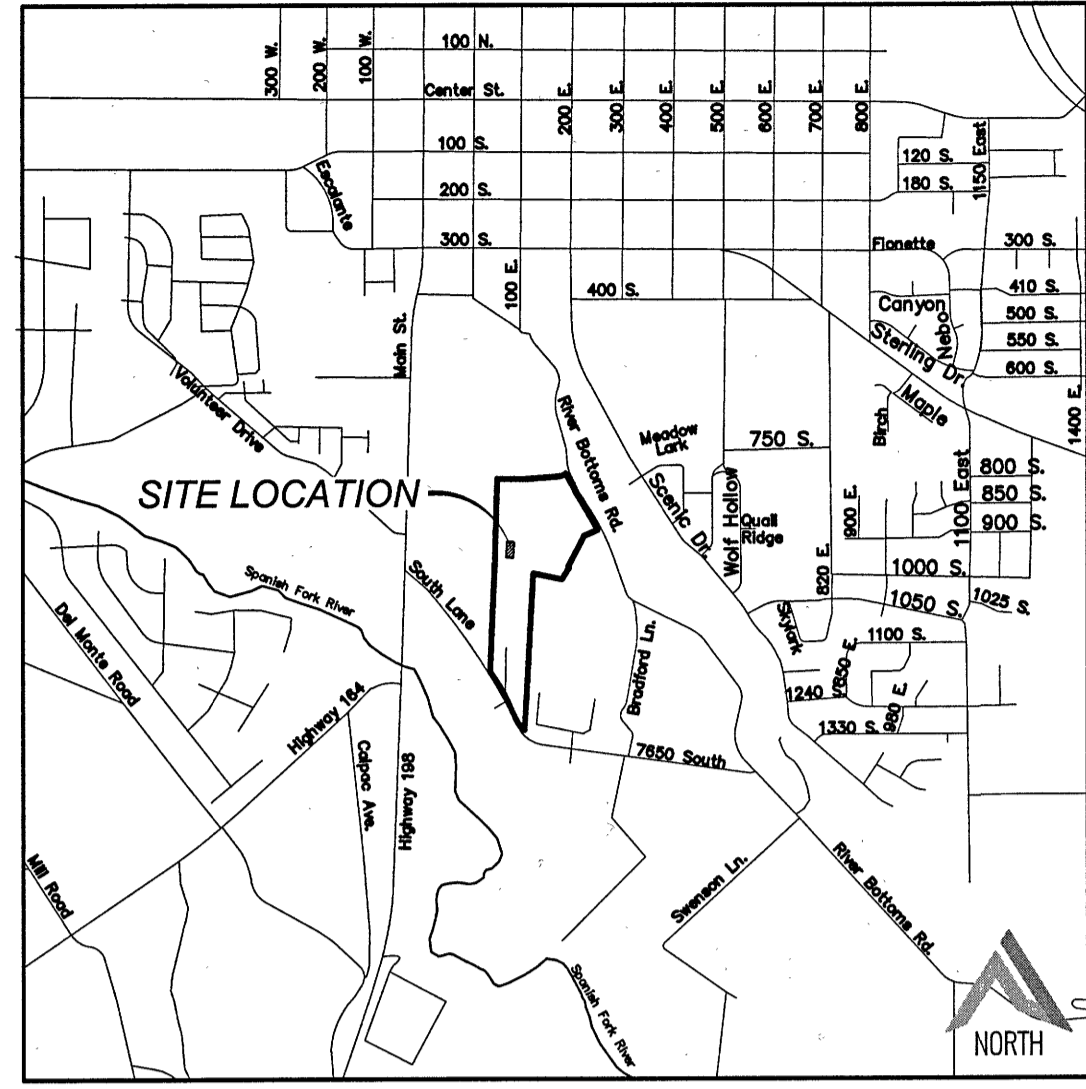 300 W.
200 W.
100 W.
100 N.
Center St.
200 E.
300 E.
400 E.
500 E.
600 E.
700 E.
800 E.
100 S.
120 S.
180 S.
1150 East
Escalante
200 S.
300 S.
Fionette
300 S.
100 E.
400 S.
410 S.
Canyon
500 S.
Nebo
550 S.
Sterling Dr.
600 S.
Main St.
Volunteer Drive
Maple
Birch
1400 E.
River Bottoms Rd.
Meadow
Lark
750 S.
800 S.
SITE LOCATION
Scenic Dr.
Wolf Hollow
Quail
Ridge
900 E.
1100 East
850 S.
900 S.
820 E.
1000 S.
South Lane
Spanish Fork River
Del Monte Road
1050 S.
1025 S.
Skylark
1100 S.
Bradford Ln.
850 E.
1240
980 E.
1330 S.
Highway 164
7650 South
Calpac Ave.
Highway 198
Mill Road
Swenson Ln.
River Bottoms Rd.
Spanish Fork River
NORTH